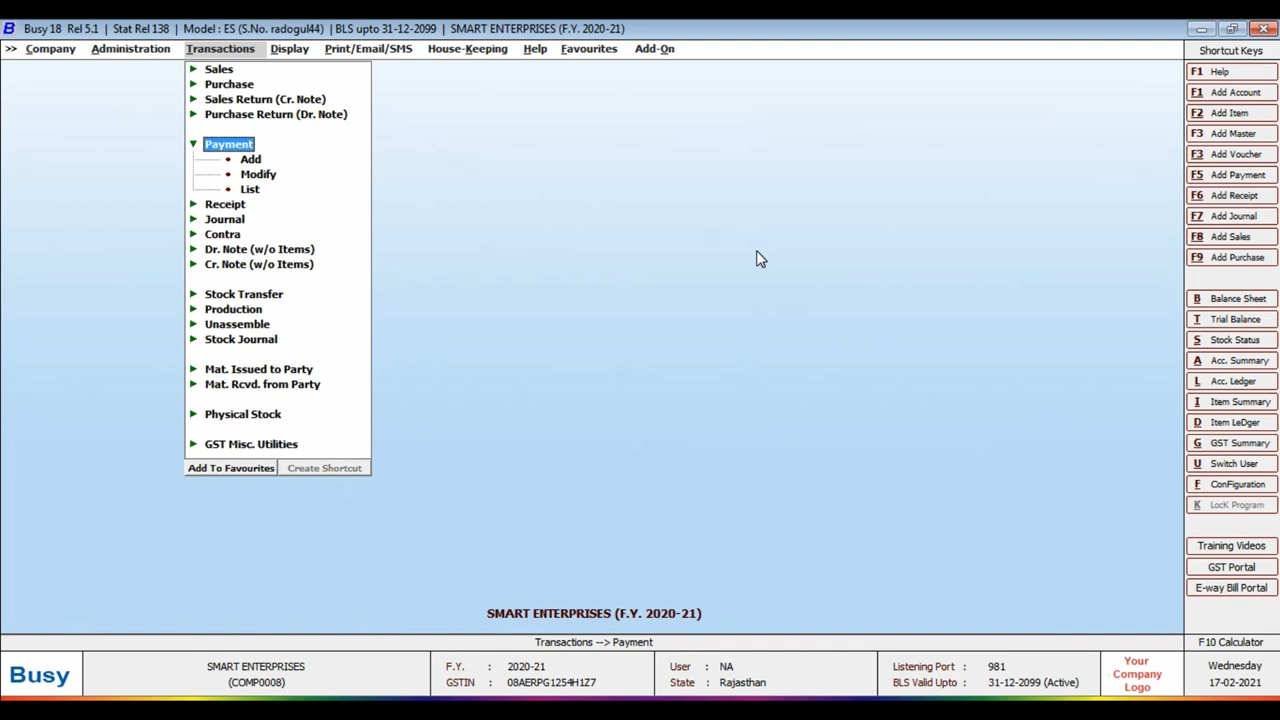 B Busy 18 Rel 5.1 | Stat Rel 138 | Model : ES (S.No. radogul44) | BLS upto 31-12-2099 | SMART ENTERPRISES (F.Y. 2020-21)
>> Company Administration Transactions Display Print/Email/SMS House-Keeping Help Favourites Add-On
Sales
Purchase
Sales Return (Cr. Note)
Purchase Return (Dr. Note)
Payment
Add
Modify
List
Receipt
Journal
Contra
Dr. Note (w/o Items)
Cr. Note (w/o Items)
Stock Transfer
Production
Unassemble
Stock Journal
Mat. Issued to Party
Mat. Rcvd. from Party
Physical Stock
GST Misc. Utilities
Add To Favourites Create Shortcut
Shortcut Keys
F1 Help
F1 Add Account
F2 Add Item
F3 Add Master
F3 Add Voucher
F5 Add Payment
F6 Add Receipt
F7 Add Journal
F8 Add Sales
F9 Add Purchase
B Balance Sheet
T Trial Balance
S Stock Status
A Acc. Summary
L Acc. Ledger
I Item Summary
D Item LeDger
G GST Summary
U Switch User
F ConFiguration
K LocK Program
Training Videos
GST Portal
E-way Bill Portal
SMART ENTERPRISES (F.Y. 2020-21)
Transactions --> Payment
F10 Calculator
Busy
SMART ENTERPRISES
(COMP0008)
F.Y. : 2020-21
GSTIN : 08AERPG1254H1Z7
User : NA
State : Rajasthan
Listening Port : 981
BLS Valid Upto : 31-12-2099 (Active)
Your
Company
Logo
Wednesday
17-02-2021